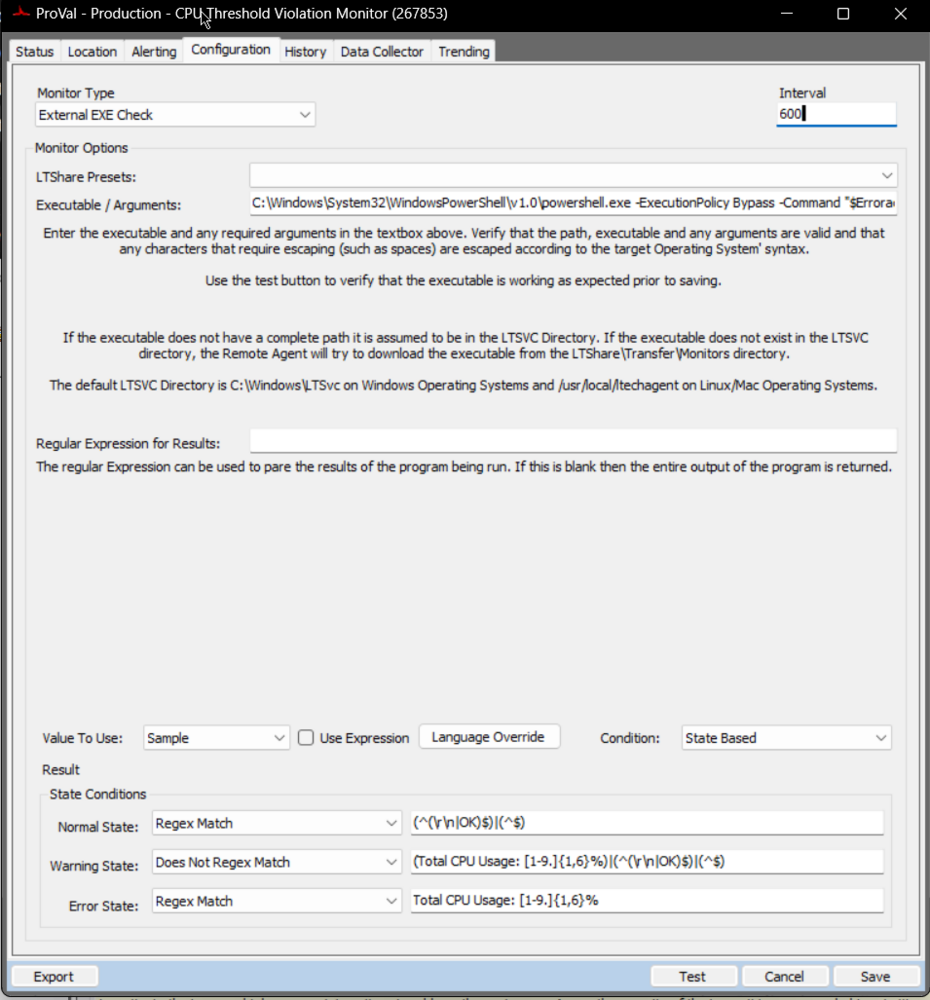 ProVal - Production - CPU Threshold Violation Monitor (267853)
Status Location Alerting Configuration History Data Collector Trending
Monitor Type Interval
External EXE Check 600
Monitor Options
LTShare Presets:
Executable / Arguments: C:\Windows\System32\WindowsPowerShell\v1.0\powershell.exe -ExecutionPolicy Bypass -Command "$Errorac
Enter the executable and any required arguments in the textbox above. Verify that the path, executable and any arguments are valid and that
any characters that require escaping (such as spaces) are escaped according to the target Operating System' syntax.
Use the test button to verify that the executable is working as expected prior to saving.
If the executable does not have a complete path it is assumed to be in the LTSVC Directory. If the executable does not exist in the LTSVC
directory, the Remote Agent will try to download the executable from the LTShare\Transfer\Monitors directory.
The default LTSVC Directory is C:\Windows\LTSvc on Windows Operating Systems and /usr/local/ltechagent on Linux/Mac Operating Systems.
Regular Expression for Results:
The regular Expression can be used to pare the results of the program being run. If this is blank then the entire output of the program is returned.
Value To Use: Sample Use Expression Language Override Condition: State Based
Result
State Conditions
Normal State: Regex Match (^(\r\n|OK)$)|(^$)
Warning State: Does Not Regex Match (Total CPU Usage: [1-9.]{1,6}%)|(^(\r\n|OK)$)|(^$)
Error State: Regex Match Total CPU Usage: [1-9.]{1,6}%
Export Test Cancel Save